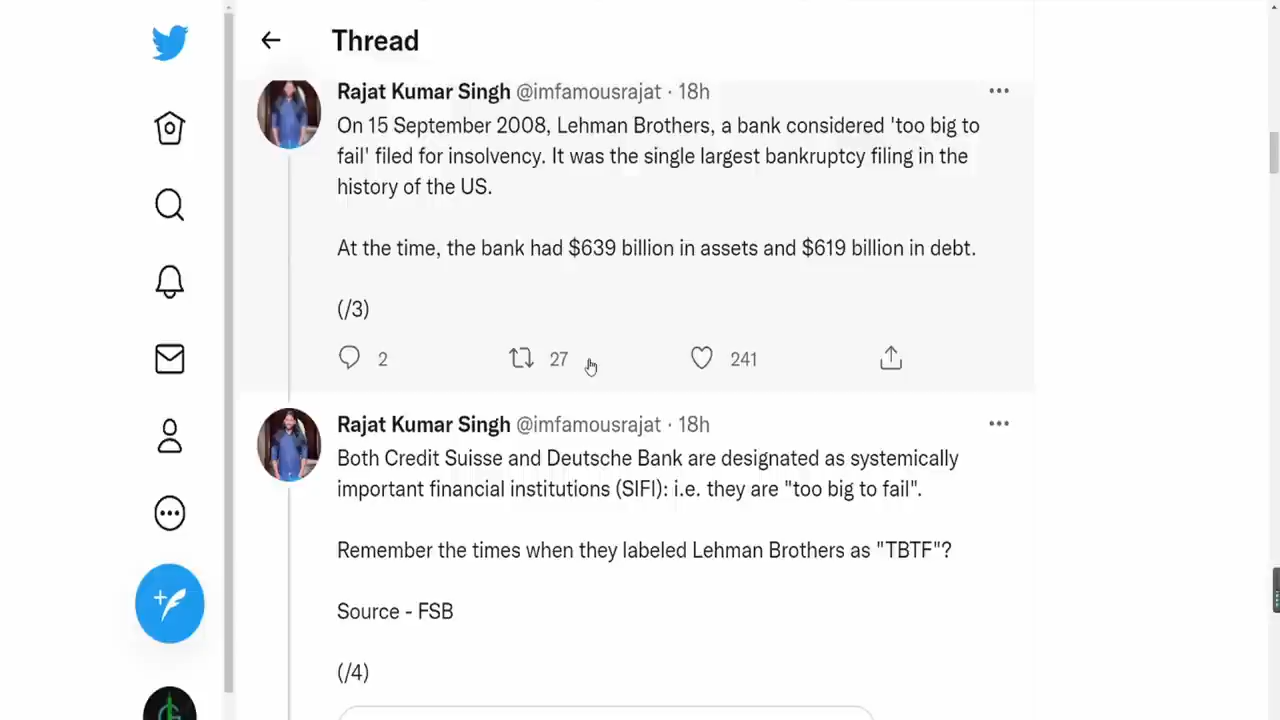 Thread
Rajat Kumar Singh @imfamousrajat · 18h
On 15 September 2008, Lehman Brothers, a bank considered 'too big to
fail' filed for insolvency. It was the single largest bankruptcy filing in the
history of the US.
At the time, the bank had $639 billion in assets and $619 billion in debt.
(/3)
2 27 241
Rajat Kumar Singh @imfamousrajat · 18h
Both Credit Suisse and Deutsche Bank are designated as systemically
important financial institutions (SIFI): i.e. they are "too big to fail".
Remember the times when they labeled Lehman Brothers as "TBTF"?
Source - FSB
(/4)